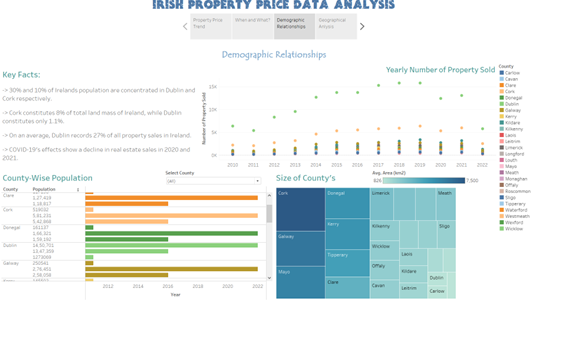 IRISH PROPERTY PRICE DATA ANALYSIS
Property Price Trend
When and What?
Demographic Relationships
Geographical Anlysis
Demographic Relationships
Key Facts:
-> 30% and 10% of Irelands population are concentrated in Dublin and
Cork respectively.
-> Cork constitutes 8% of total land mass of Ireland, while Dublin
constitutes only 1.1%.
-> On an average, Dublin records 27% of all property sales in Ireland.
-> COVID-19's effects show a decline in real estate sales in 2020 and
2021.
Yearly Number of Property Sold
Number of Property Sold
15K
10K
5K
0K
2010 2011 2012 2013 2014 2015 2016 2017 2018 2019 2020 2021 2022
County
Carlow
Cavan
Clare
Cork
Donegal
Dublin
Galway
Kerry
Kildare
Kilkenny
Laois
Leitrim
Limerick
Longford
Louth
Mayo
Meath
Monaghan
Offaly
Roscommon
Sligo
Tipperary
Waterford
Westmeath
Wexford
Wicklow
County-Wise Population
Select County
(All)
County Population
Clare
1,27,419
1,18,817
Cork 519032
5,81,231
5,42,868
Donegal 161137
1,66,321
1,59,192
Dublin 14,50,701
13,47,359
1273069
Galway 250541
2,76,451
2,58,058
2012 2014 2016 2018 2020 2022
Year
Size of County's
Avg. Area (km2)
826 7,500
Cork
Galway
Mayo
Donegal
Kerry
Tipperary
Clare
Limerick
Kilkenny
Wicklow
Offaly
Cavan
Laois
Kildare
Leitrim
Meath
Sligo
Dublin
Carlow